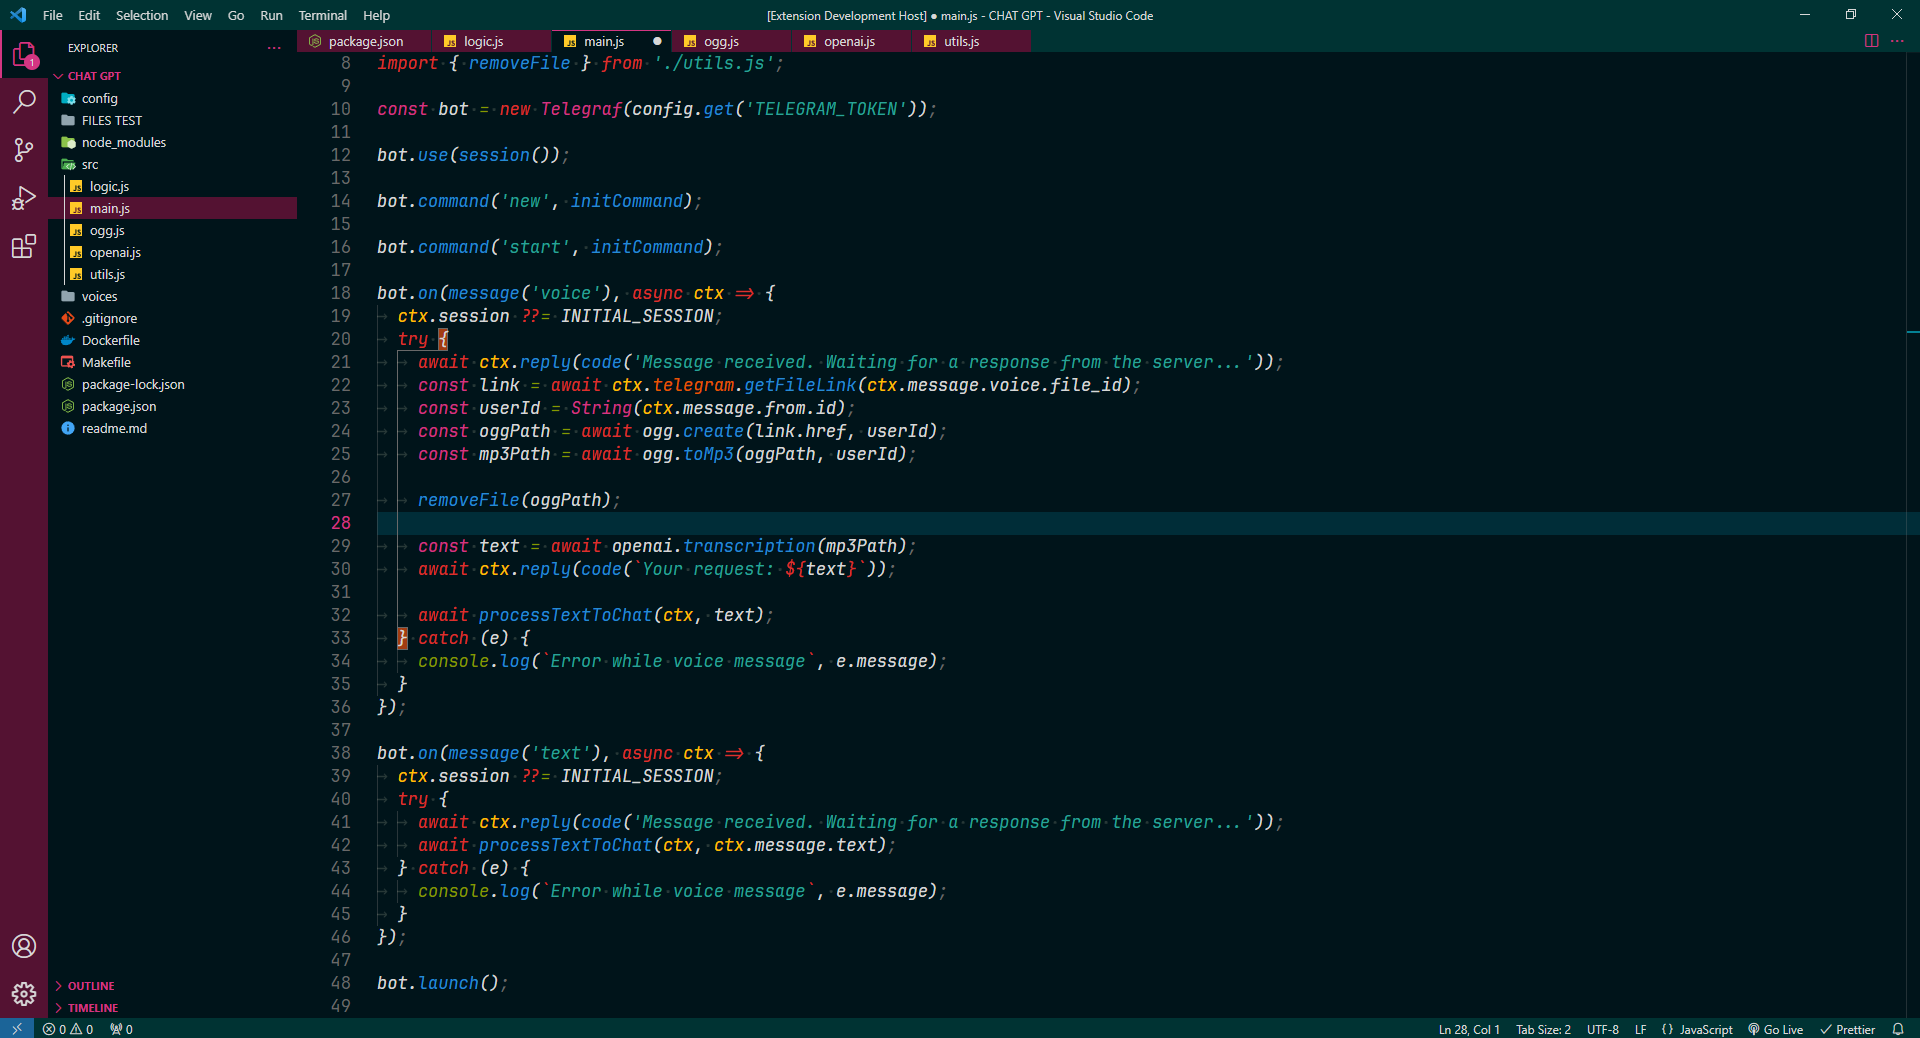 File Edit Selection View Go Run Terminal Help [Extension Development Host] ● main.js - CHAT GPT - Visual Studio Code
EXPLORER ...
package.json logic.js main.js ogg.js openai.js utils.js
1
CHAT GPT
config
FILES TEST
node_modules
src
logic.js
main.js
ogg.js
openai.js
utils.js
voices
.gitignore
Dockerfile
Makefile
package-lock.json
package.json
readme.md
OUTLINE
TIMELINE
8 import { removeFile } from './utils.js';
9
10 const bot = new Telegraf(config.get('TELEGRAM_TOKEN'));
11
12 bot.use(session());
13
14 bot.command('new', initCommand);
15
16 bot.command('start', initCommand);
17
18 bot.on(message('voice'), async ctx => {
19 ctx.session ??= INITIAL_SESSION;
20 try {
21 await ctx.reply(code('Message received. Waiting for a response from the server...'));
22 const link = await ctx.telegram.getFileLink(ctx.message.voice.file_id);
23 const userId = String(ctx.message.from.id);
24 const oggPath = await ogg.create(link.href, userId);
25 const mp3Path = await ogg.toMp3(oggPath, userId);
26
27 removeFile(oggPath);
28
29 const text = await openai.transcription(mp3Path);
30 await ctx.reply(code(`Your request: ${text}`));
31
32 await processTextToChat(ctx, text);
33 } catch (e) {
34 console.log(`Error while voice message`, e.message);
35 }
36 });
37
38 bot.on(message('text'), async ctx => {
39 ctx.session ??= INITIAL_SESSION;
40 try {
41 await ctx.reply(code('Message received. Waiting for a response from the server...'));
42 await processTextToChat(ctx, ctx.message.text);
43 } catch (e) {
44 console.log(`Error while voice message`, e.message);
45 }
46 });
47
48 bot.launch();
49
0 0 0 Ln 28, Col 1 Tab Size: 2 UTF-8 LF {} JavaScript Go Live Prettier